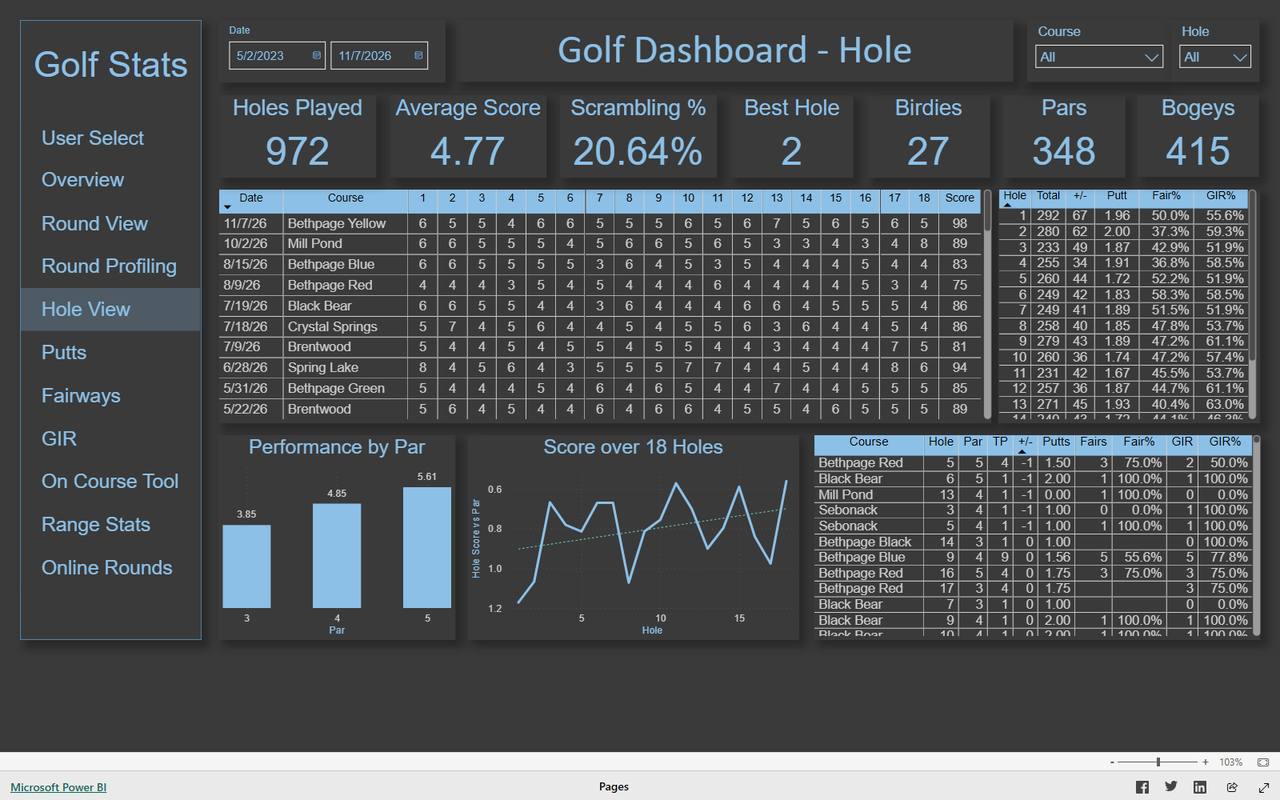 Golf Stats
User Select
Overview
Round View
Round Profiling
Hole View
Putts
Fairways
GIR
On Course Tool
Range Stats
Online Rounds
Date
5/2/2023 11/7/2026
Golf Dashboard - Hole
Course Hole
All All
Holes Played Average Score Scrambling % Best Hole Birdies Pars Bogeys
972 4.77 20.64% 2 27 348 415
Date Course 1 2 3 4 5 6 7 8 9 10 11 12 13 14 15 16 17 18 Score
11/7/26 Bethpage Yellow 6 5 5 4 6 6 5 5 5 6 5 6 7 5 6 5 6 5 98
10/2/26 Mill Pond 6 6 5 5 5 4 5 6 6 5 6 5 3 3 4 3 4 8 89
8/15/26 Bethpage Blue 6 6 5 5 5 5 3 6 4 5 3 5 4 4 4 5 4 4 83
8/9/26 Bethpage Red 4 4 4 3 5 4 5 5 4 4 4 4 4 4 5 5 3 4 75
7/19/26 Black Bear 6 6 5 5 4 4 3 6 4 4 4 6 6 4 5 5 5 4 86
7/18/26 Crystal Springs 5 7 4 5 6 4 4 5 4 5 5 6 3 6 4 4 5 4 86
7/9/26 Brentwood 5 4 4 5 4 5 5 4 5 5 4 3 4 4 4 4 7 5 81
6/28/26 Spring Lake 8 4 5 6 4 3 5 5 5 7 7 4 4 5 4 4 8 6 94
5/31/26 Bethpage Green 5 4 4 4 5 4 6 4 6 5 4 4 7 4 4 5 5 5 85
5/22/26 Brentwood 5 6 4 5 4 4 6 6 6 4 4 6 5 4 5 4 6 5 89
Hole Total +/- Putt Fair% GIR%
1 292 67 1.96 50.0% 55.6%
2 280 62 2.00 37.3% 59.3%
3 233 49 1.87 42.9% 51.9%
4 255 34 1.91 36.8% 58.5%
5 260 44 1.72 52.2% 51.9%
6 249 42 1.83 58.3% 58.5%
7 249 41 1.89 51.5% 51.9%
8 258 40 1.85 47.8% 53.7%
9 279 43 1.89 47.2% 61.1%
10 260 36 1.74 47.2% 57.4%
11 231 42 1.67 45.5% 53.7%
12 257 36 1.87 44.7% 61.1%
13 271 45 1.93 40.4% 63.0%
14 249 43 1.72 44.1% 46.3%
Performance by Par
3.85
4.85
5.61
3 4 5
Par
Score over 18 Holes
Hole Score vs Par
0.6
0.8
1.0
1.2
5 10 15
Hole
Course Hole Par TP +/- Putts Fairs Fair% GIR GIR%
Bethpage Red 5 5 4 -1 1.50 3 75.0% 2 50.0%
Black Bear 6 5 1 -1 2.00 1 100.0% 1 100.0%
Mill Pond 13 4 1 -1 0.00 1 100.0% 0 0.0%
Sebonack 3 4 1 -1 1.00 0 0.0% 1 100.0%
Sebonack 5 4 1 -1 1.00 1 100.0% 1 100.0%
Bethpage Black 14 3 1 0 1.00 0 100.0%
Bethpage Blue 9 4 9 0 1.56 5 55.6% 5 77.8%
Bethpage Red 16 5 4 0 1.75 3 75.0% 3 75.0%
Bethpage Red 17 3 4 0 1.75 3 75.0%
Black Bear 7 3 1 0 1.00 0 0.0%
Black Bear 9 4 1 0 2.00 1 100.0% 1 100.0%
Black Bear 10 4 1 0 2.00 1 100.0% 1 100.0%
- + 103%
Microsoft Power BI
Pages